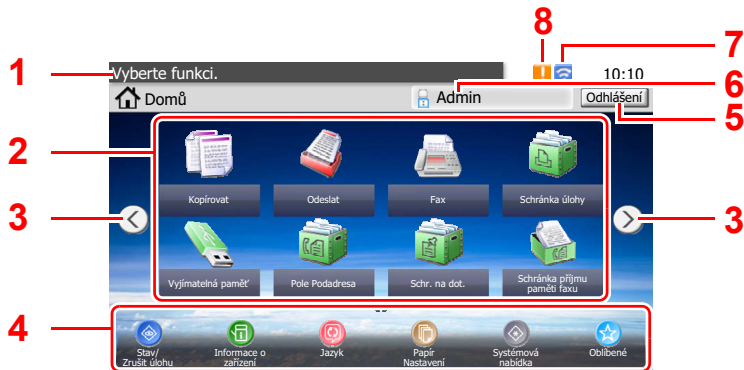 8
7
1
Vyberte funkci.
10:10
6
Domů
Admin
Odhlášení
5
2
Kopírovat
Odeslat
Fax
Schránka úlohy
3
3
Vyjímatelná paměť
Pole Podadresa
Schr. na dot.
Schránka příjmu
paměti faxu
4
Stav/
Zrušit úlohu
Informace o
zařízení
Jazyk
Papír
Nastavení
Systémová
nabídka
Oblíbené